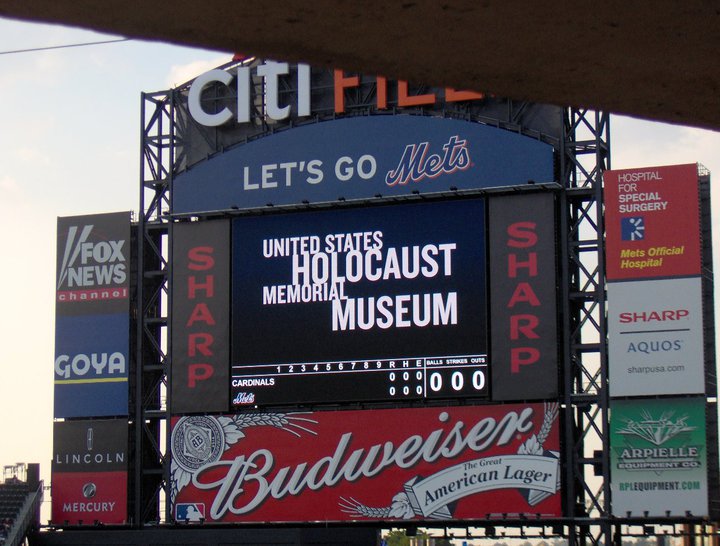 citi FIELD
LET'S GO Mets
FOX
NEWS
channel
GOYA
LINCOLN
MERCURY
SHARP
UNITED STATES
HOLOCAUST
MEMORIAL
MUSEUM
1 2 3 4 5 6 7 8 9 R H E BALLS STRIKES OUTS
CARDINALS 0 0 0
Mets 0 0 0
0 0 0
SHARP
Budweiser
The Great
American Lager
HOSPITAL
FOR
SPECIAL
SURGERY
Mets Official
Hospital
SHARP
AQUOS
sharpusa.com
ARPIELLE
EQUIPMENT CO.
RPLEQUIPMENT.COM